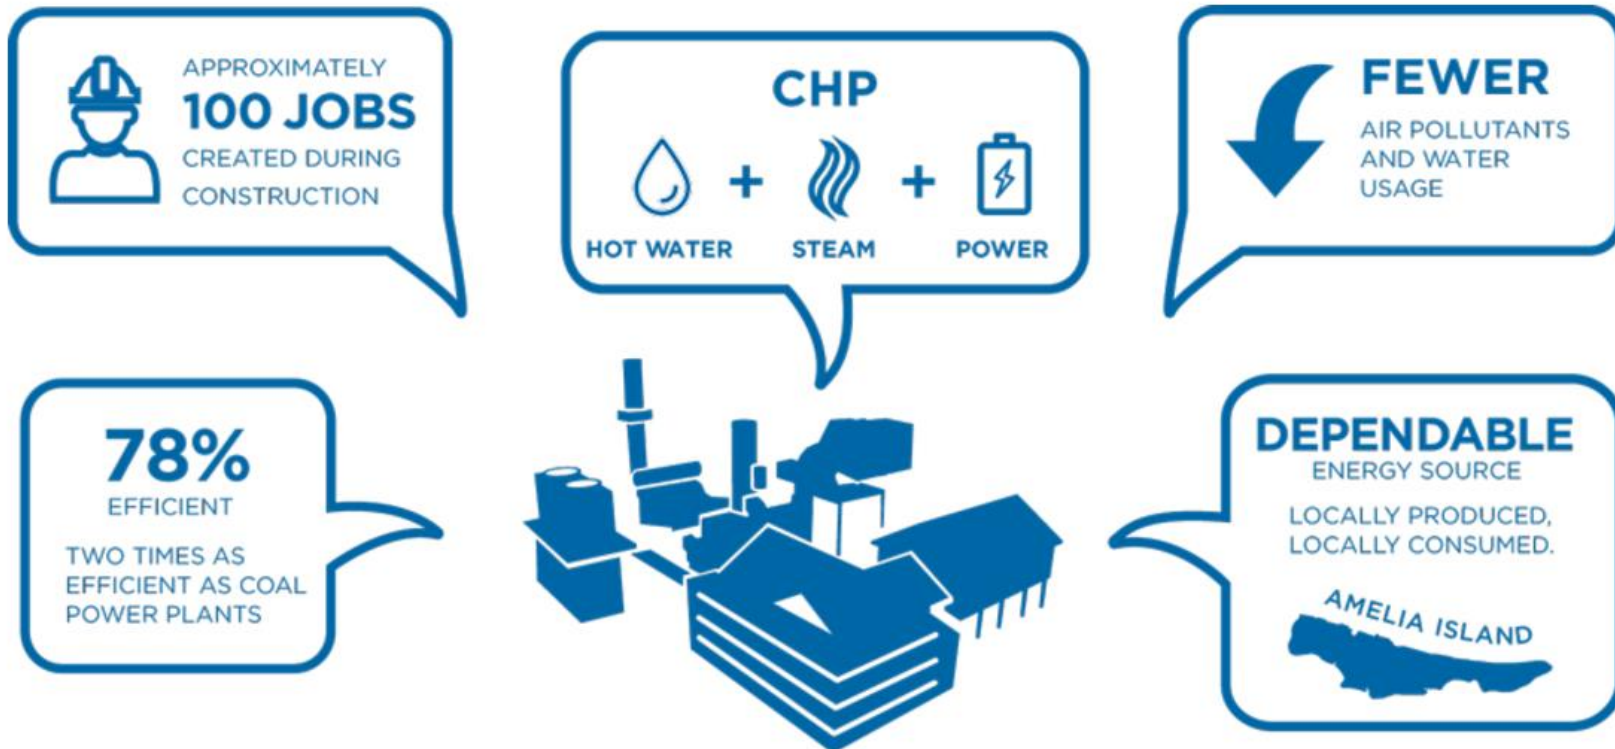 APPROXIMATELY
100 JOBS
CREATED DURING
CONSTRUCTION
CHP
+
+
HOT WATER
STEAM
POWER
FEWER
AIR POLLUTANTS
AND WATER
USAGE
78%
EFFICIENT
TWO TIMES AS
EFFICIENT AS COAL
POWER PLANTS
DEPENDABLE
ENERGY SOURCE
LOCALLY PRODUCED,
LOCALLY CONSUMED.
AMELIA ISLAND